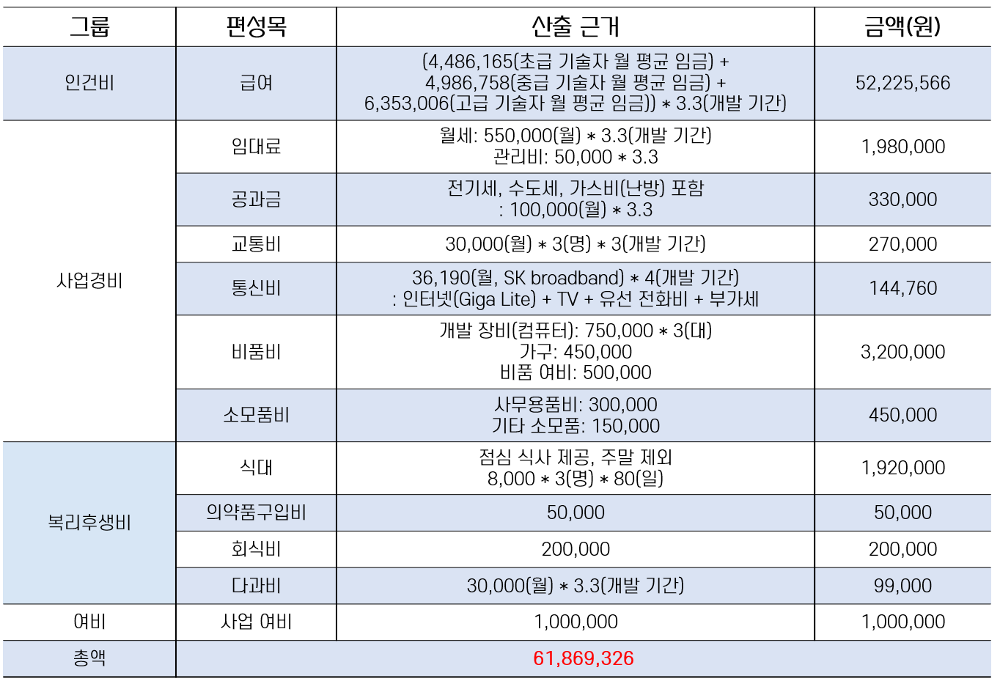 그룹
편성목
산출 근거
금액(원)
인건비
급여
(4,486,165(초급 기술자 월 평균 임금) +
4,986,758(중급 기술자 월 평균 임금) +
6,353,006(고급 기술자 월 평균 임금)) * 3.3(개발 기간)
52,225,566
사업경비
임대료
월세: 550,000(월) * 3.3(개발 기간)
관리비: 50,000 * 3.3
1,980,000
공과금
전기세, 수도세, 가스비(난방) 포함
: 100,000(월) * 3.3
330,000
교통비
30,000(월) * 3(명) * 3(개발 기간)
270,000
통신비
36,190(월, SK broadband) * 4(개발 기간)
: 인터넷(Giga Lite) + TV + 유선 전화비 + 부가세
144,760
비품비
개발 장비(컴퓨터): 750,000 * 3(대)
가구: 450,000
비품 여비: 500,000
3,200,000
소모품비
사무용품비: 300,000
기타 소모품: 150,000
450,000
복리후생비
식대
점심 식사 제공, 주말 제외
8,000 * 3(명) * 80(일)
1,920,000
의약품구입비
50,000
50,000
회식비
200,000
200,000
다과비
30,000(월) * 3.3(개발 기간)
99,000
여비
사업 여비
1,000,000
1,000,000
총액
61,869,326